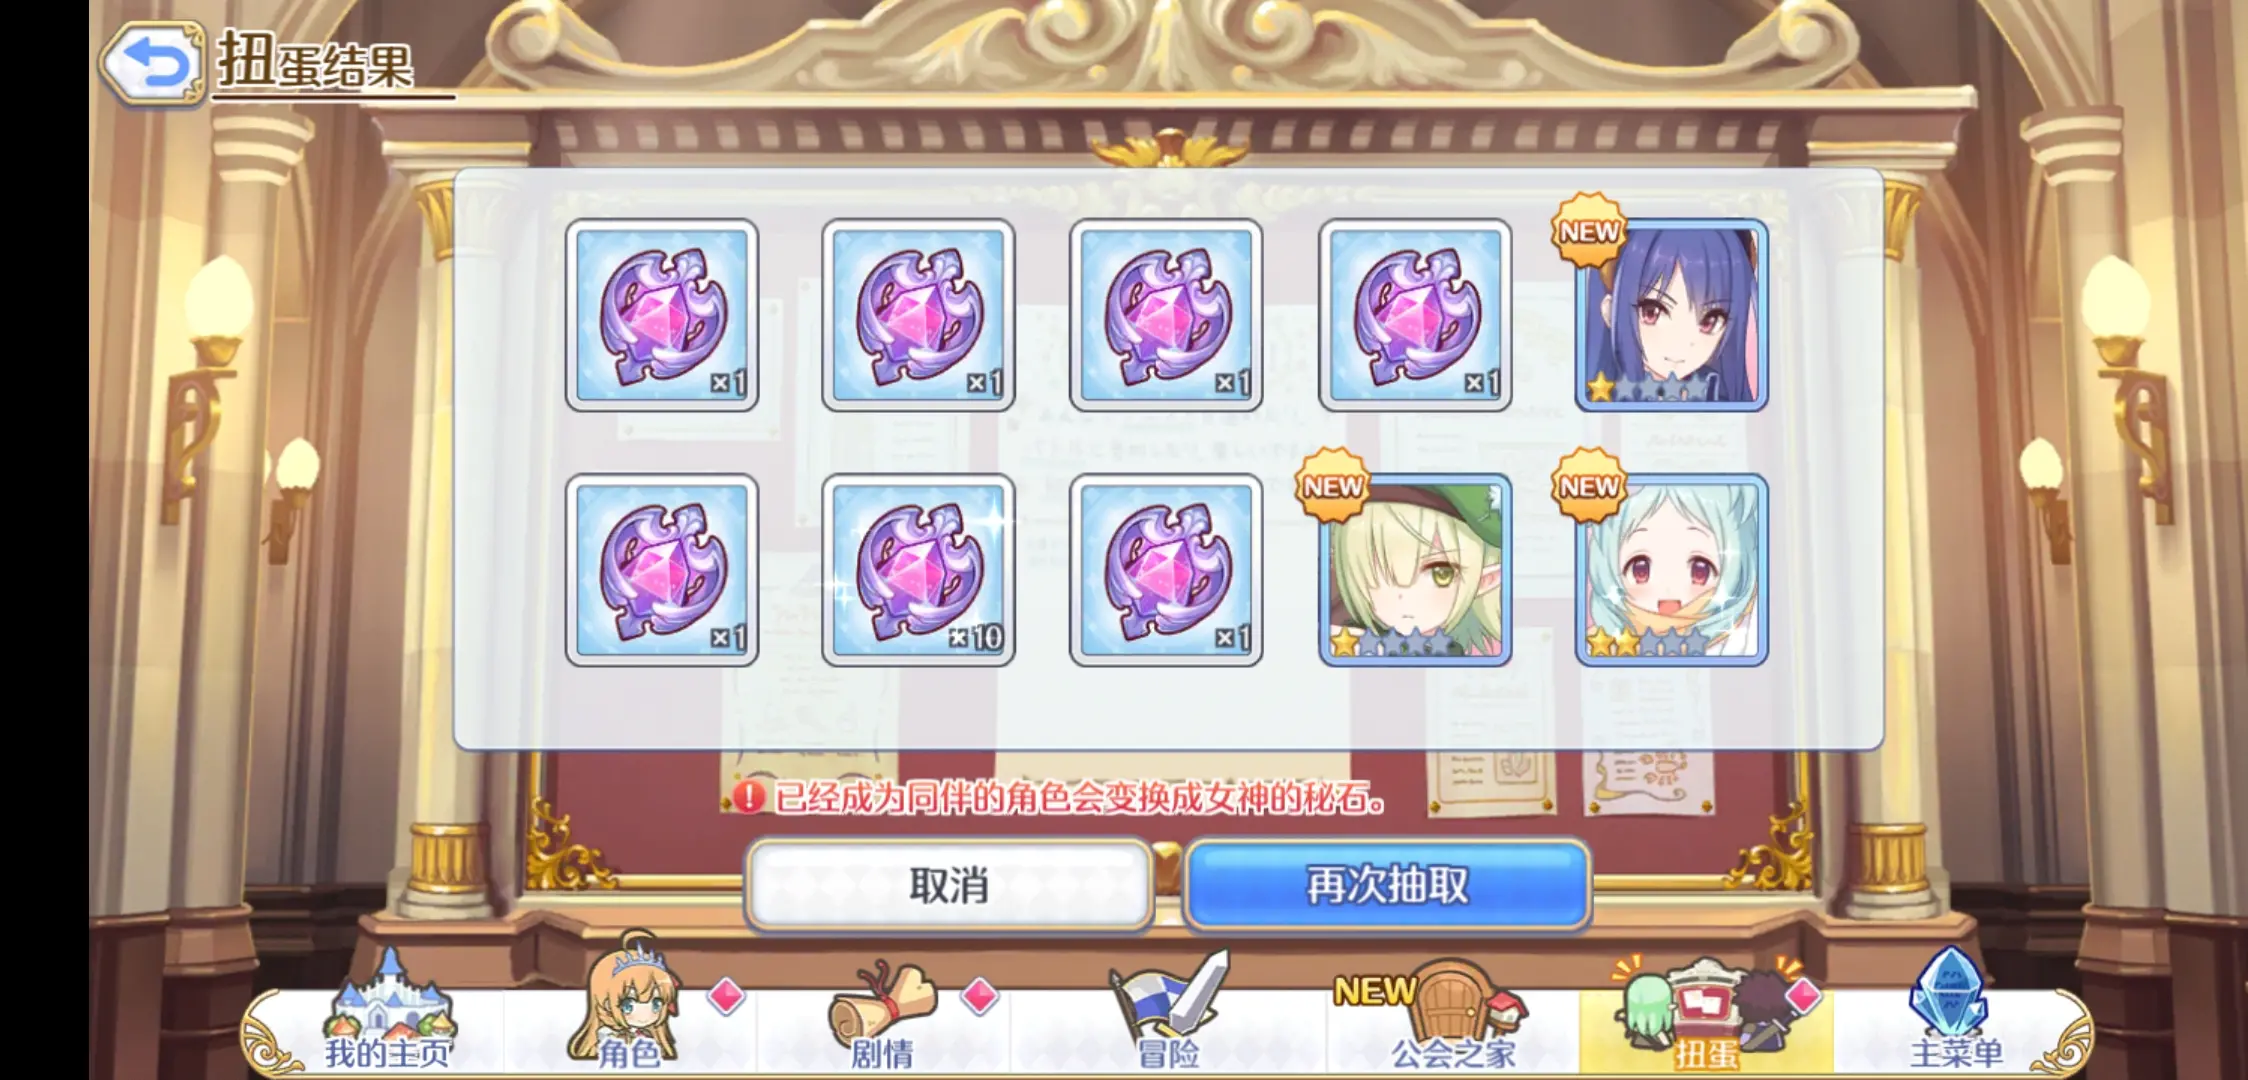 扭蛋结果
×1
×1
×1
×1
NEW
×1
×10
×1
NEW
NEW
! 已经成为同伴的角色会变换成女神的秘石。
取消
再次抽取
我的主页
角色
剧情
冒险
NEW
公会之家
扭蛋
主菜单